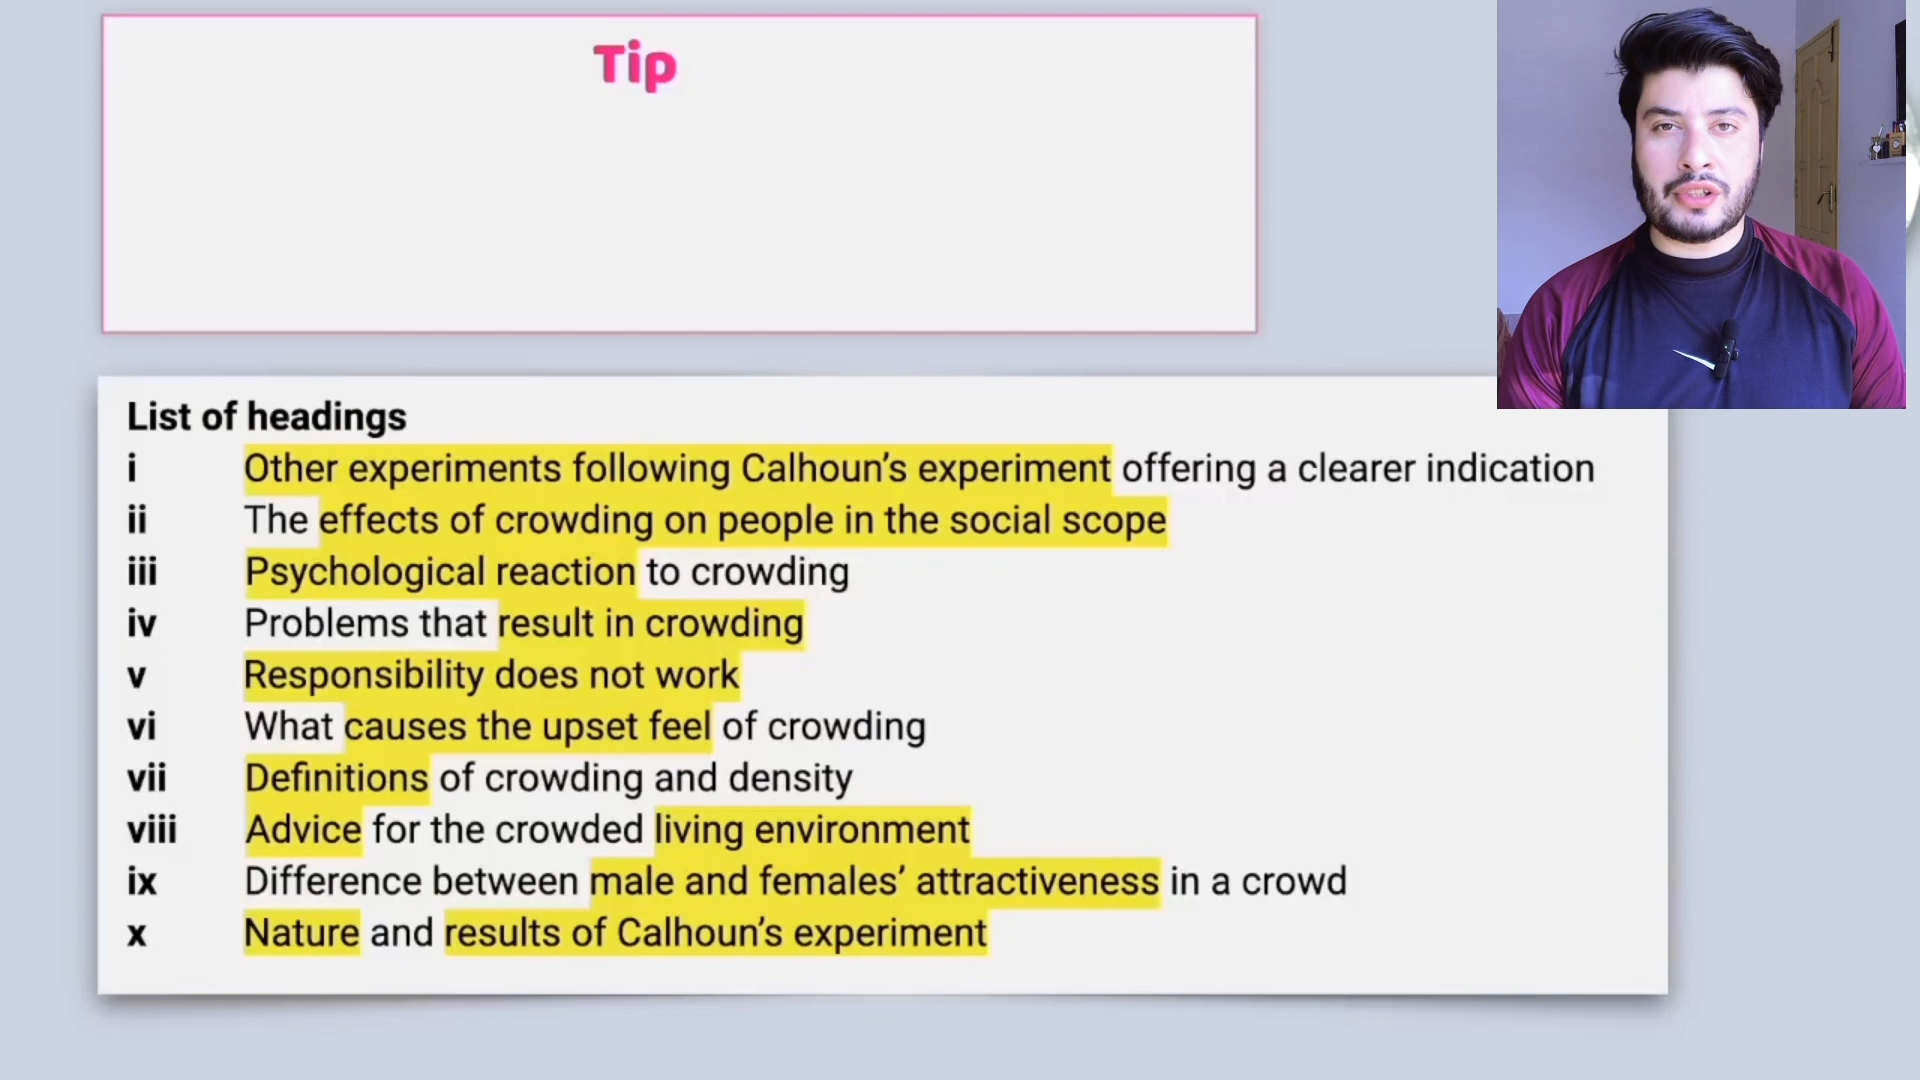 Tip
List of headings
i Other experiments following Calhoun’s experiment offering a clearer indication
ii The effects of crowding on people in the social scope
iii Psychological reaction to crowding
iv Problems that result in crowding
v Responsibility does not work
vi What causes the upset feel of crowding
vii Definitions of crowding and density
viii Advice for the crowded living environment
ix Difference between male and females’ attractiveness in a crowd
x Nature and results of Calhoun’s experiment